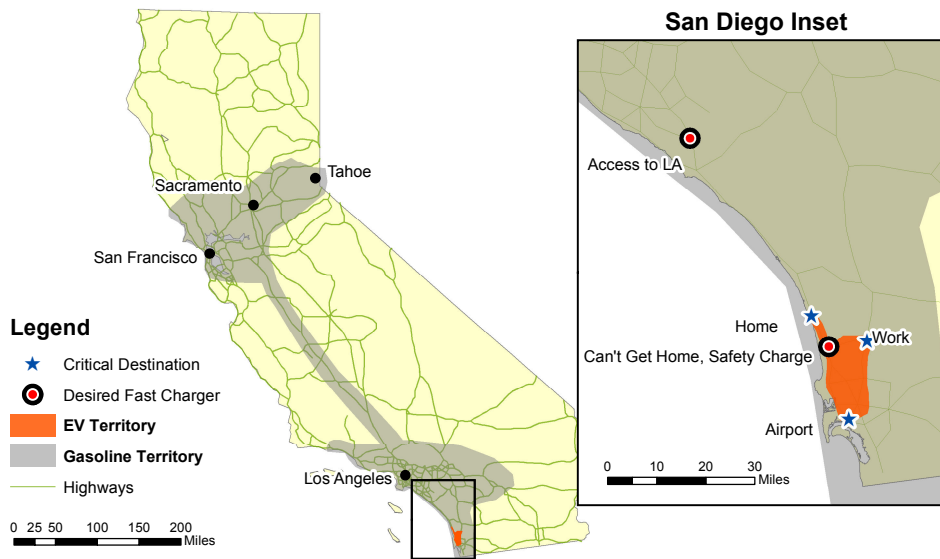 San Diego Inset
Tahoe
Sacramento
San Francisco
Los Angeles
Legend
Critical Destination
Desired Fast Charger
EV Territory
Gasoline Territory
Highways
0 25 50 100 150 200
Miles
Access to LA
Home
Work
Can't Get Home, Safety Charge
Airport
0 10 20 30
Miles